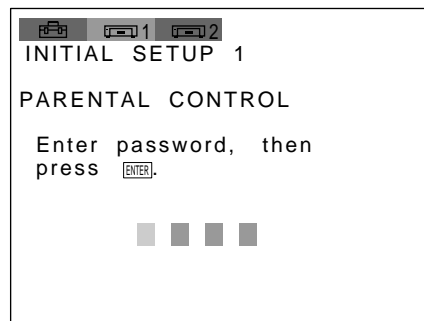 1 2
INITIAL SETUP 1
PARENTAL CONTROL
Enter password, then
press ENTER.